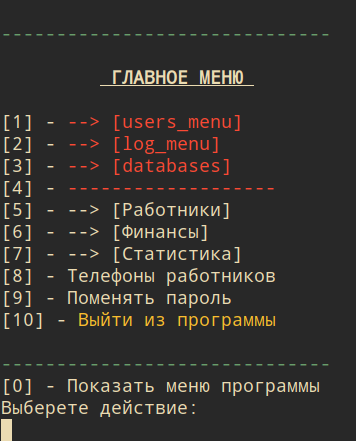 ------------------------------
ГЛАВНОЕ МЕНЮ
[1] - --> [users_menu]
[2] - --> [log_menu]
[3] - --> [databases]
[4] - -------------------
[5] - --> [Работники]
[6] - --> [Финансы]
[7] - --> [Статистика]
[8] - Телефоны работников
[9] - Поменять пароль
[10] - Выйти из программы
------------------------------
[0] - Показать меню программы
Выберете действие: